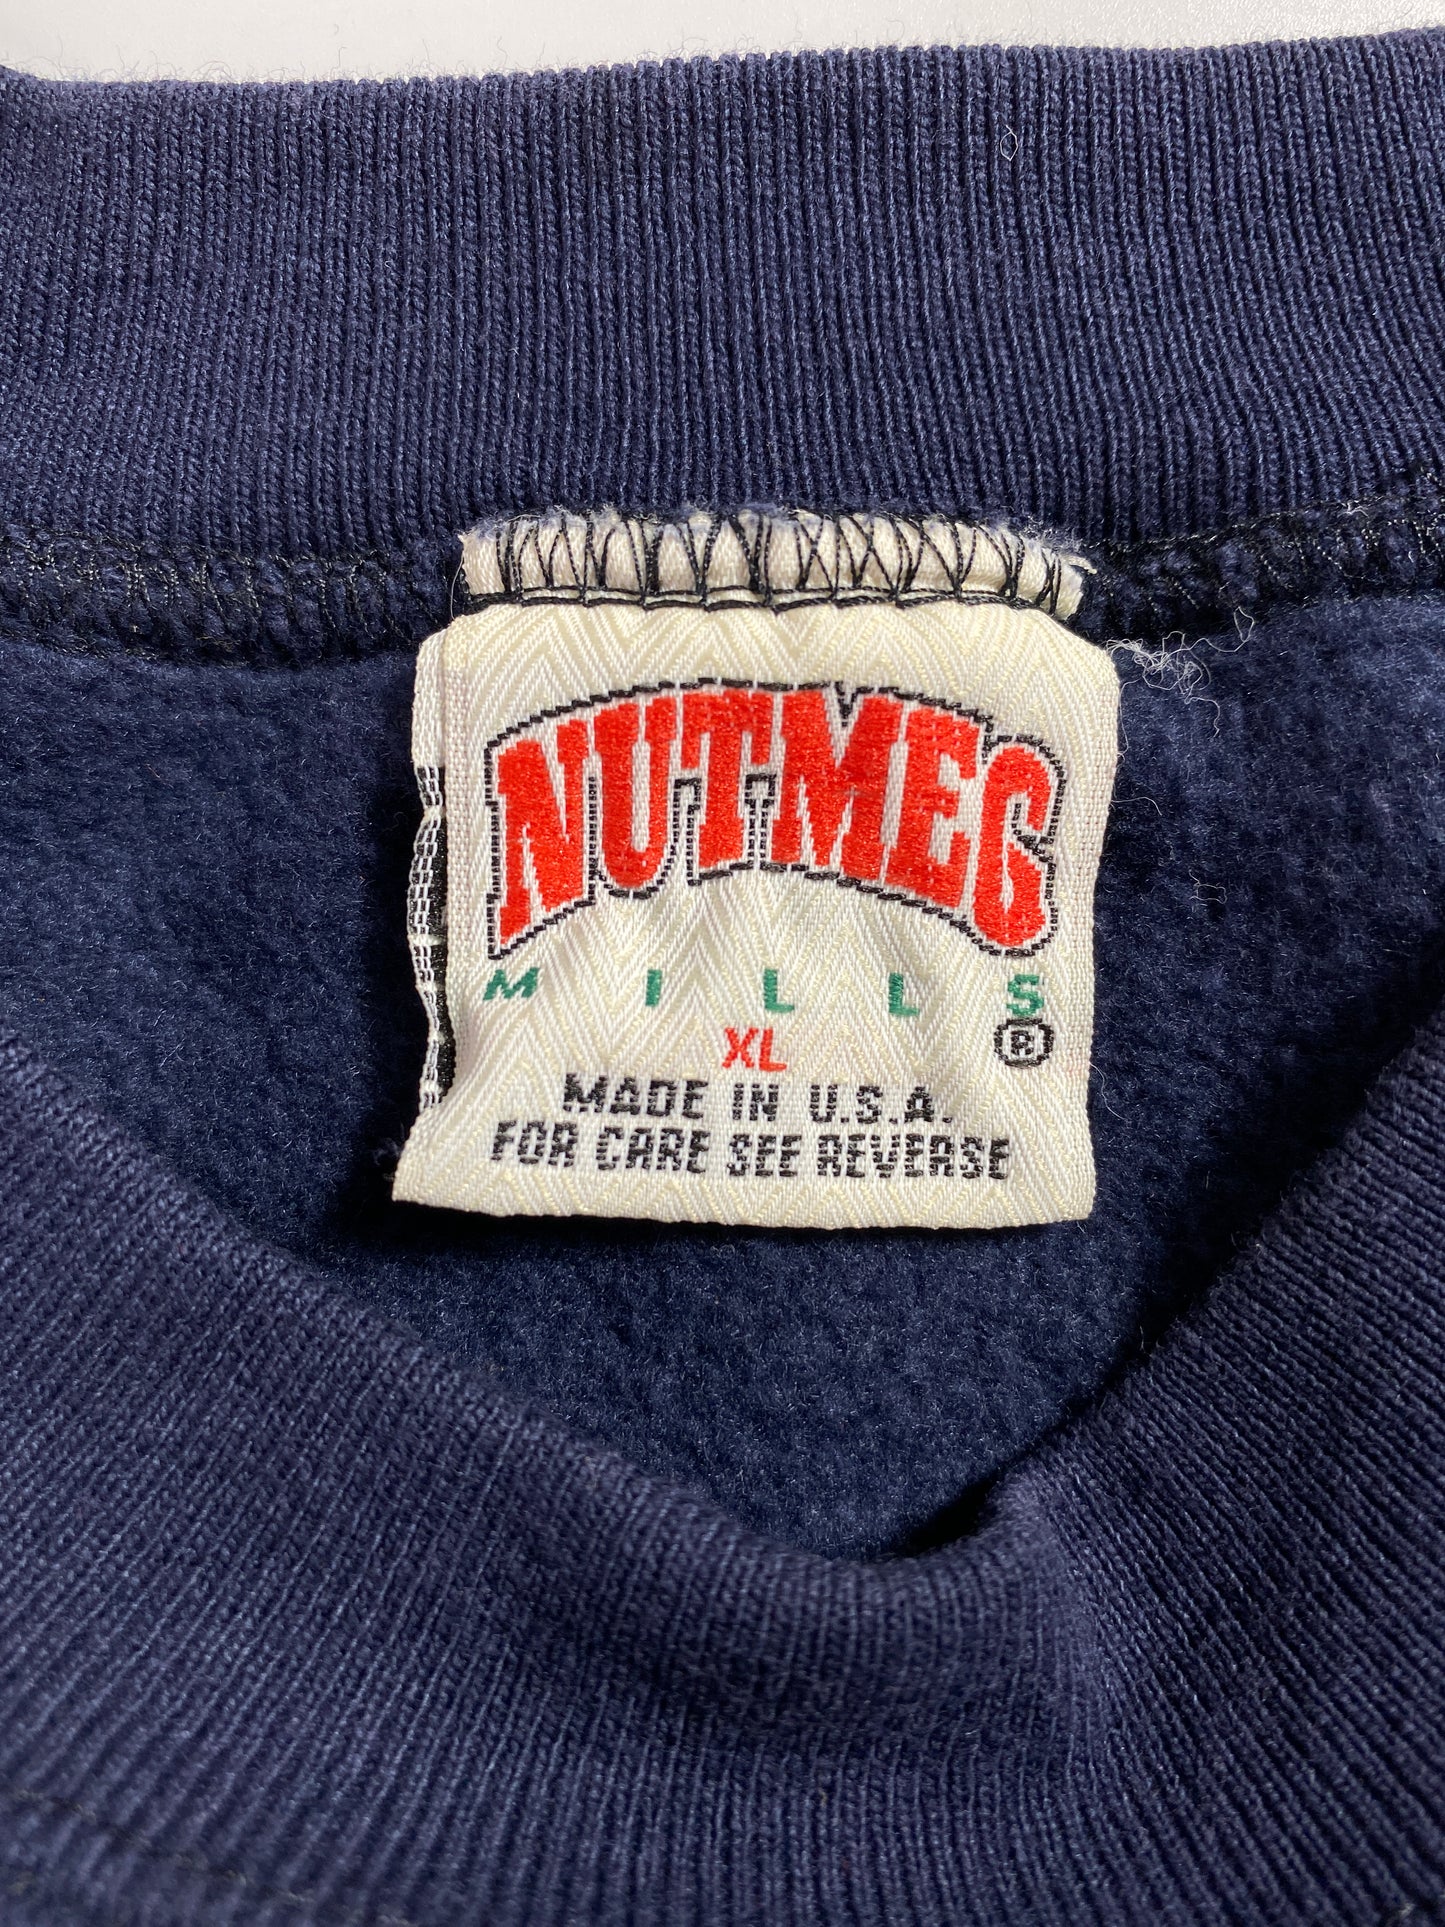 NUTMEG
MILLS
XL ®
MADE IN U.S.A.
FOR CARE SEE REVERSE